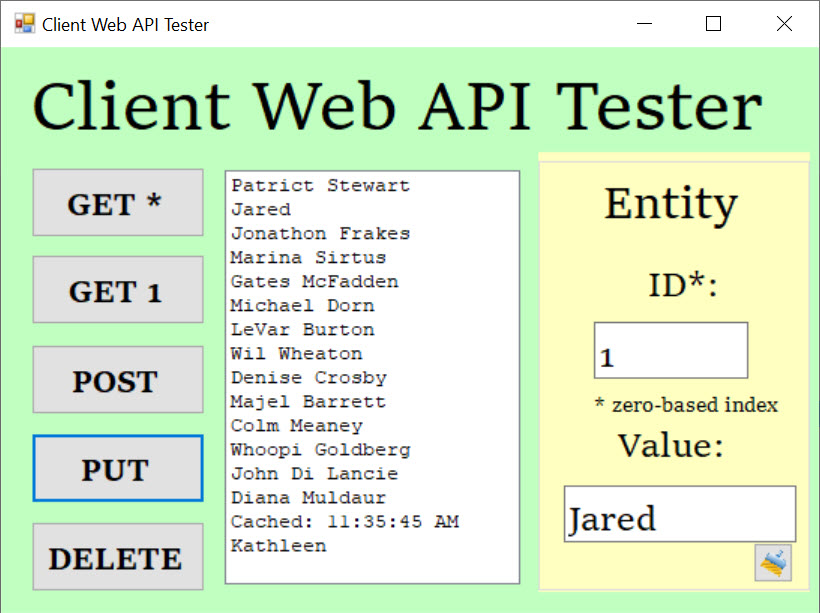 Client Web API Tester
Client Web API Tester
GET *
GET 1
POST
PUT
DELETE
Patrict Stewart
Jared
Jonathon Frakes
Marina Sirtus
Gates McFadden
Michael Dorn
LeVar Burton
Wil Wheaton
Denise Crosby
Majel Barrett
Colm Meaney
Whoopi Goldberg
John Di Lancie
Diana Muldaur
Cached: 11:35:45 AM
Kathleen
Entity
ID*:
1
* zero-based index
Value:
Jared